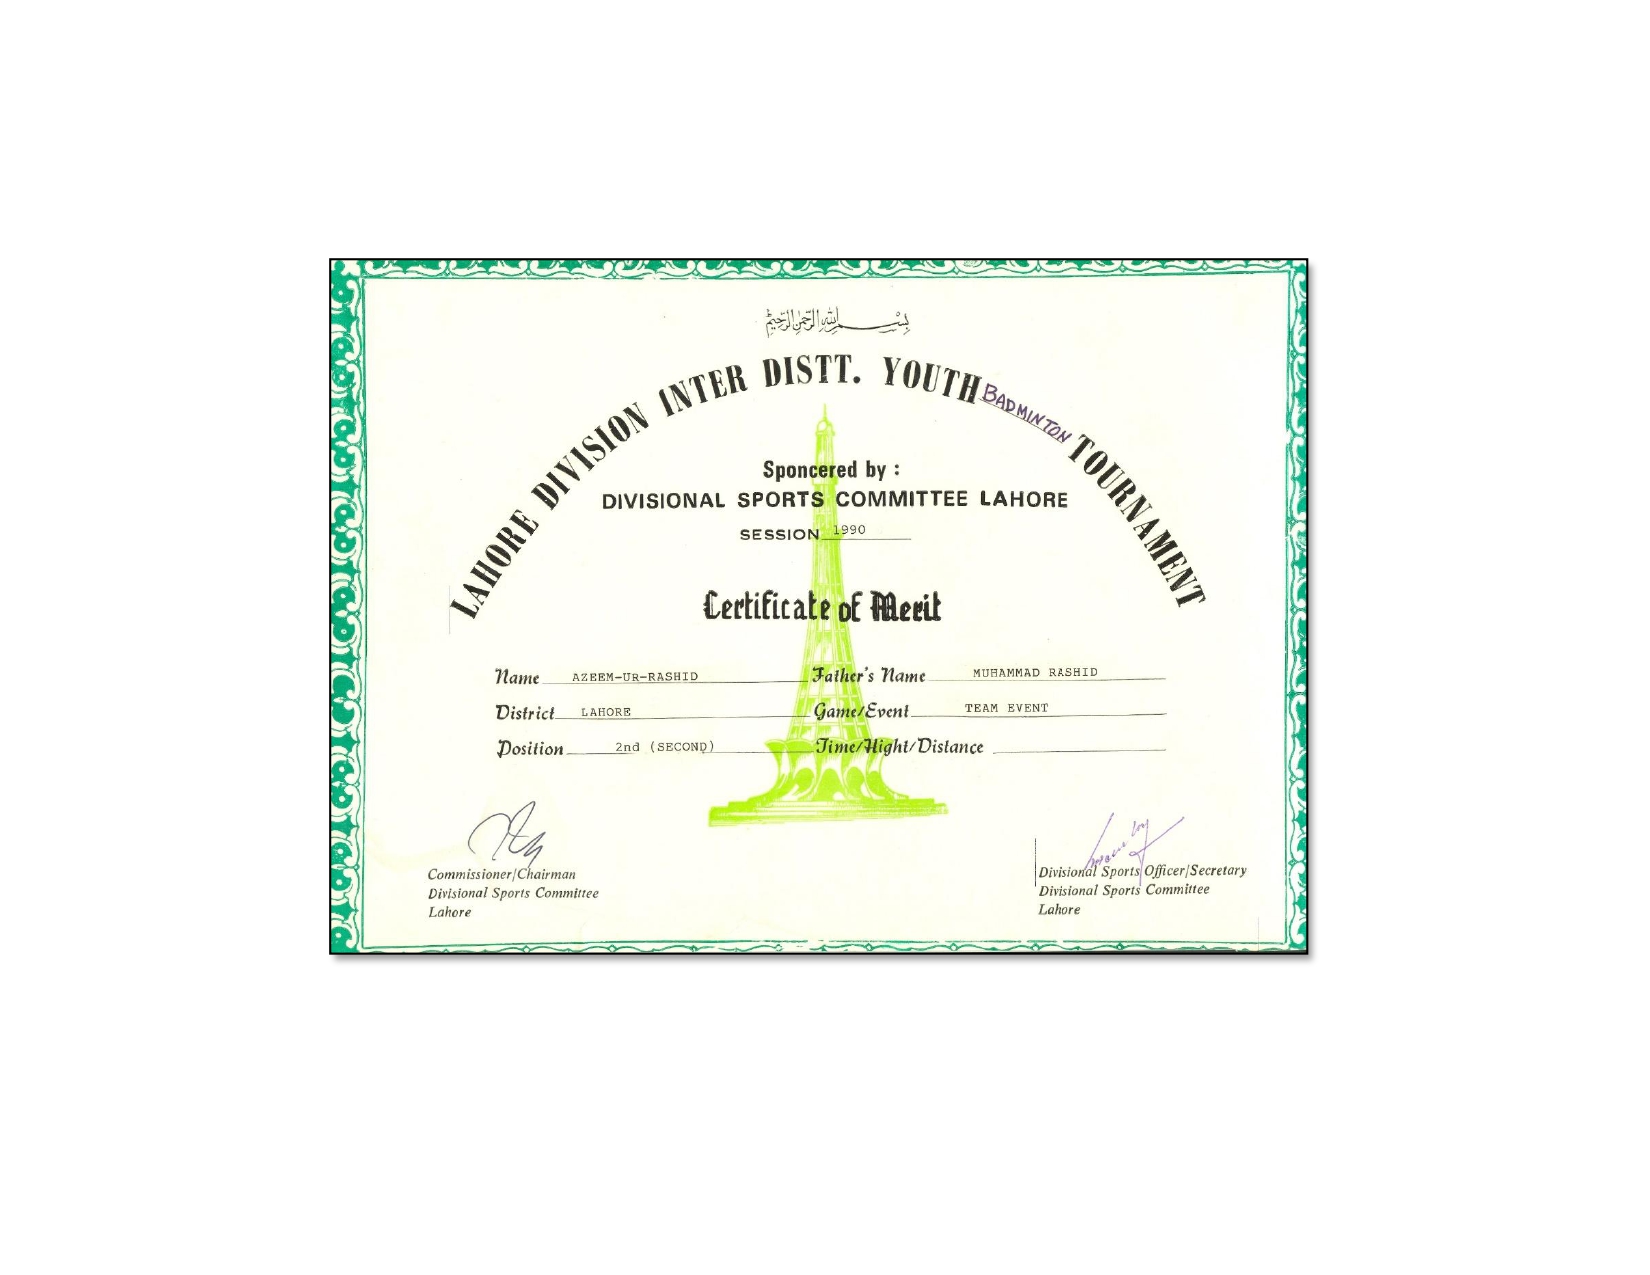 بسم الله الرحمن الرحيم
LAHORE DIVISION INTER DISTT. YOUTH BADMINTON TOURNAMENT
Sponcered by :
DIVISIONAL SPORTS COMMITTEE LAHORE
SESSION 1990
Certificate of Merit
Name AZEEM-UR-RASHID Father's Name MUHAMMAD RASHID
District LAHORE Game/Event TEAM EVENT
Position 2nd (SECOND) Time/Hight/Distance
Commissioner/Chairman
Divisional Sports Committee
Lahore
Divisional Sports Officer/Secretary
Divisional Sports Committee
Lahore